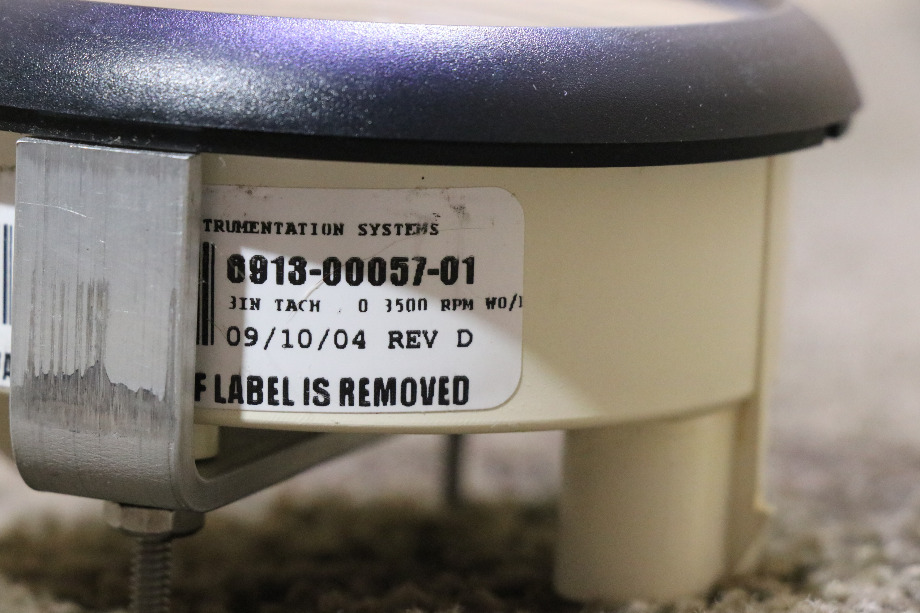 TRUMENTATION SYSTEMS
6913-00057-01
3IN TACH . 0 3500 RPM WO/
09/10/04 REV D
F LABEL IS REMOVED